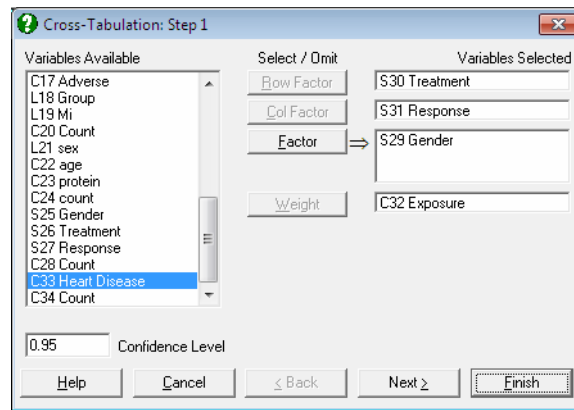 Cross-Tabulation: Step 1
Variables Available
Select / Omit
Variables Selected
C17 Adverse
L18 Group
L19 Mi
C20 Count
L21 sex
C22 age
C23 protein
C24 count
S25 Gender
S26 Treatment
S27 Response
C28 Count
C33 Heart Disease
C34 Count
Row Factor
S30 Treatment
Col Factor
S31 Response
Factor
S29 Gender
Weight
C32 Exposure
0.95 Confidence Level
Help
Cancel
< Back
Next >
Finish